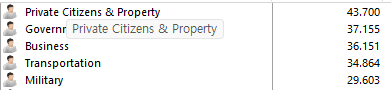 Private Citizens & Property 43.700
Governr Private Citizens & Property 37.155
Business 36.151
Transportation 34.864
Military 29.603